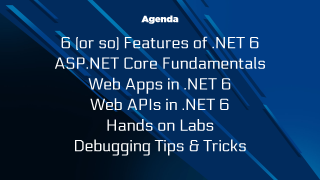 Agenda
6 (or so) Features of .NET 6
ASP.NET Core Fundamentals
Web Apps in .NET 6
Web APIs in .NET 6
Hands on Labs
Debugging Tips & Tricks